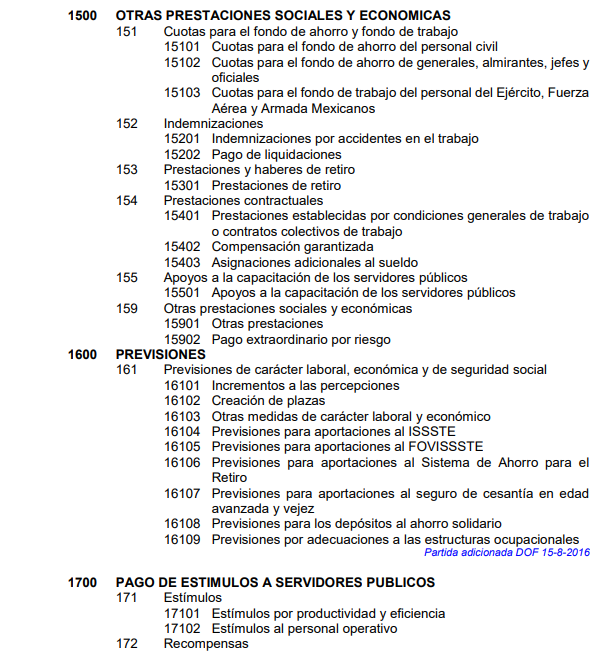 1500 OTRAS PRESTACIONES SOCIALES Y ECONOMICAS
151 Cuotas para el fondo de ahorro y fondo de trabajo
15101 Cuotas para el fondo de ahorro del personal civil
15102 Cuotas para el fondo de ahorro de generales, almirantes, jefes y
oficiales
15103 Cuotas para el fondo de trabajo del personal del Ejército, Fuerza
Aérea y Armada Mexicanos
152 Indemnizaciones
15201 Indemnizaciones por accidentes en el trabajo
15202 Pago de liquidaciones
153 Prestaciones y haberes de retiro
15301 Prestaciones de retiro
154 Prestaciones contractuales
15401 Prestaciones establecidas por condiciones generales de trabajo
o contratos colectivos de trabajo
15402 Compensación garantizada
15403 Asignaciones adicionales al sueldo
155 Apoyos a la capacitación de los servidores públicos
15501 Apoyos a la capacitación de los servidores públicos
159 Otras prestaciones sociales y económicas
15901 Otras prestaciones
15902 Pago extraordinario por riesgo
1600 PREVISIONES
161 Previsiones de carácter laboral, económica y de seguridad social
16101 Incrementos a las percepciones
16102 Creación de plazas
16103 Otras medidas de carácter laboral y económico
16104 Previsiones para aportaciones al ISSSTE
16105 Previsiones para aportaciones al FOVISSSTE
16106 Previsiones para aportaciones al Sistema de Ahorro para el
Retiro
16107 Previsiones para aportaciones al seguro de cesantía en edad
avanzada y vejez
16108 Previsiones para los depósitos al ahorro solidario
16109 Previsiones por adecuaciones a las estructuras ocupacionales
Partida adicionada DOF 15-8-2016
1700 PAGO DE ESTIMULOS A SERVIDORES PUBLICOS
171 Estímulos
17101 Estímulos por productividad y eficiencia
17102 Estímulos al personal operativo
172 Recompensas